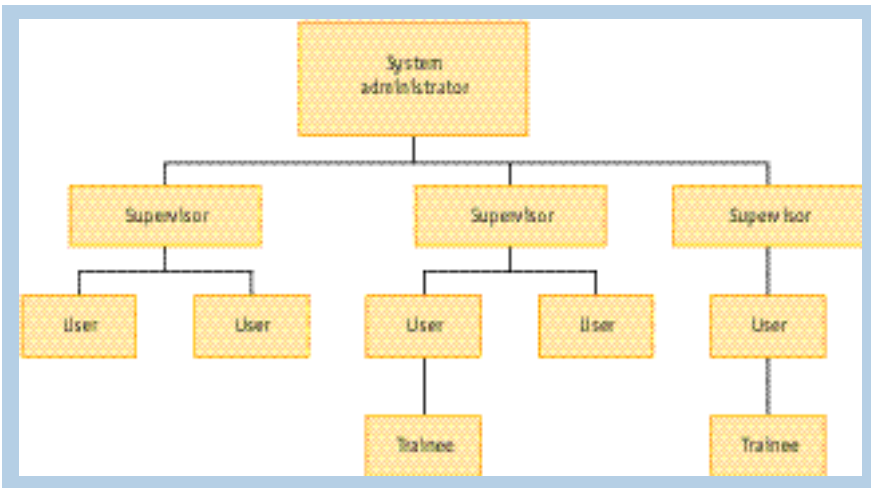 System
administrator
Supervisor
Supervisor
Supervisor
User
User
User
User
User
Trainee
Trainee